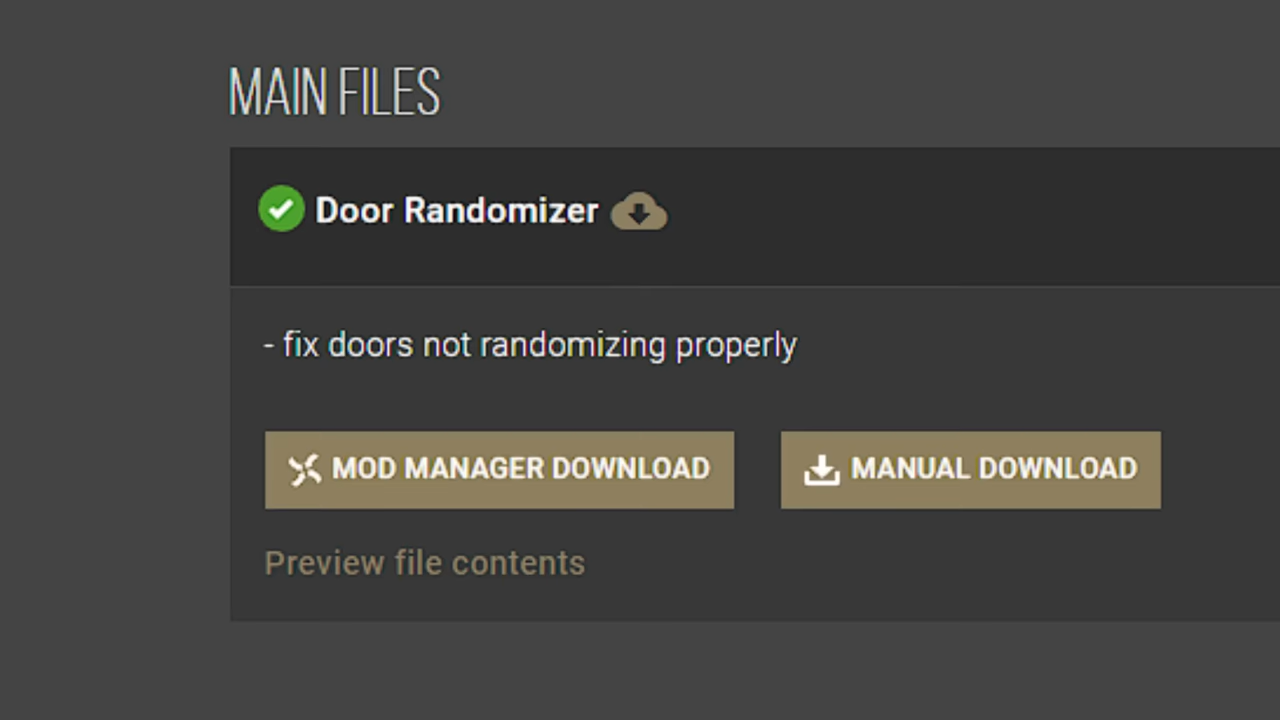 MAIN FILES
Door Randomizer
- fix doors not randomizing properly
MOD MANAGER DOWNLOAD
MANUAL DOWNLOAD
Preview file contents